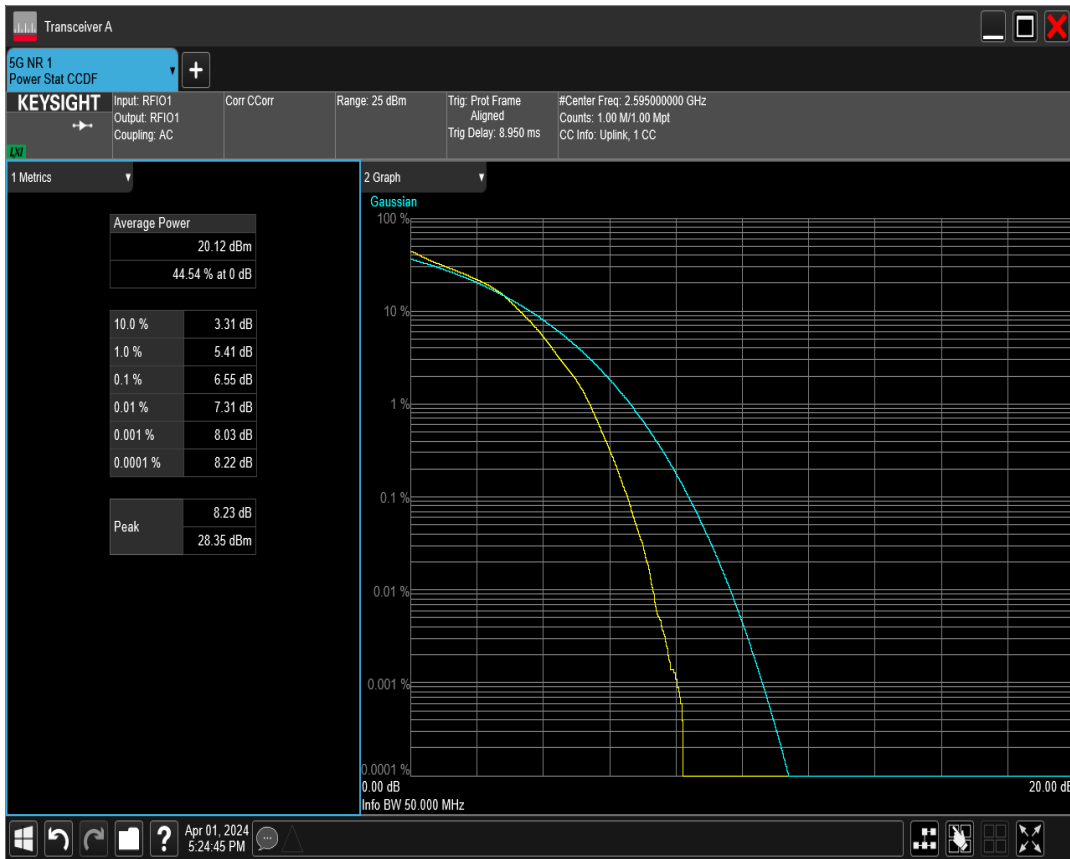 Transceiver A
5G NR 1
Power Stat CCDF
+
KEYSIGHT
LXI
Input: RFIO1
Output: RFIO1
Coupling: AC
Corr CCorr
Range: 25 dBm
Trig: Prot Frame
Aligned
Trig Delay: 8.950 ms
#Center Freq: 2.595000000 GHz
Counts: 1.00 M/1.00 Mpt
CC Info: Uplink, 1 CC
1 Metrics
Average Power
20.12 dBm
44.54 % at 0 dB
10.0 % 3.31 dB
1.0 % 5.41 dB
0.1 % 6.55 dB
0.01 % 7.31 dB
0.001 % 8.03 dB
0.0001 % 8.22 dB
Peak 8.23 dB
28.35 dBm
2 Graph
Gaussian
100 %
10 %
1 %
0.1 %
0.01 %
0.001 %
0.0001 %
0.00 dB 20.00 dB
Info BW 50.000 MHz
?
Apr 01, 2024
5:24:45 PM